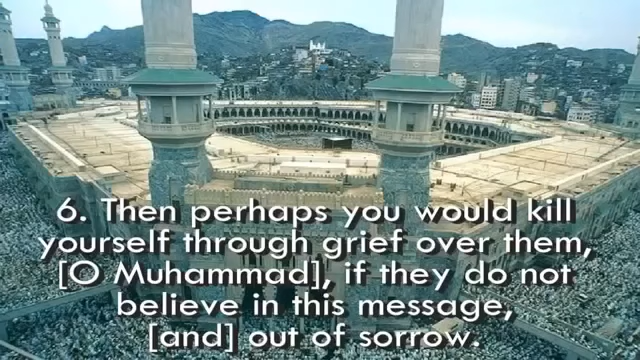 6. Then perhaps you would kill
yourself through grief over them,
[O Muhammad], if they do not
believe in this message,
[and] out of sorrow.